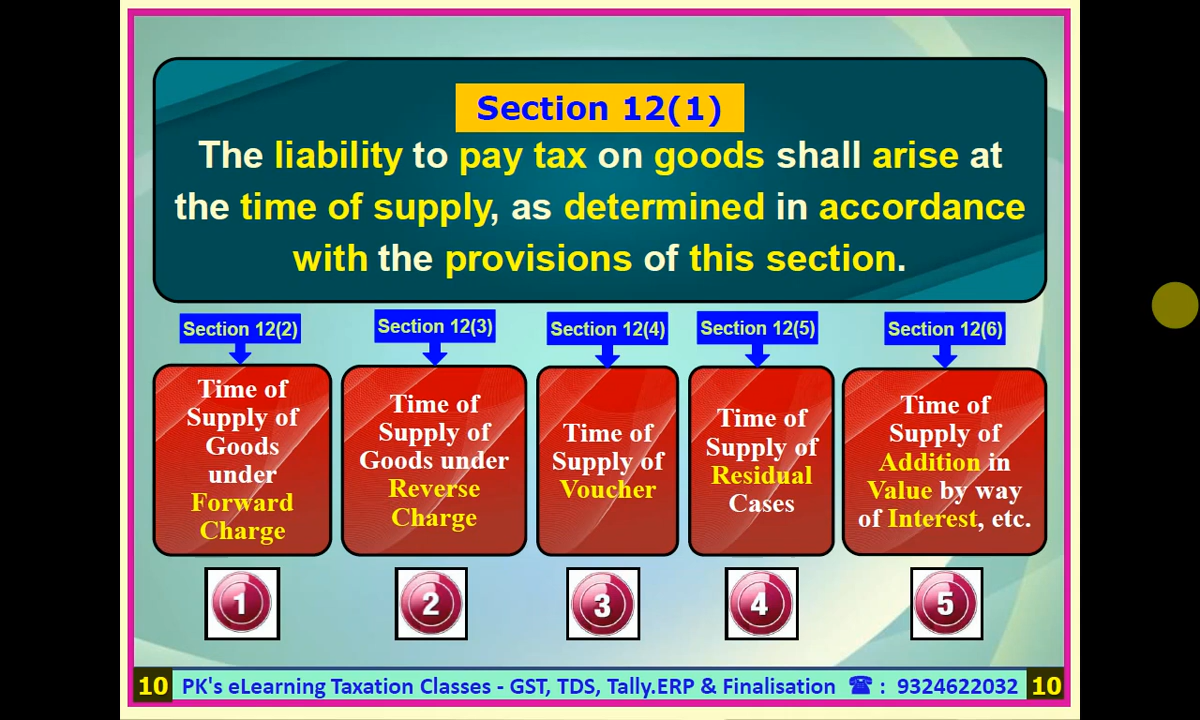 Section 12(1)
The liability to pay tax on goods shall arise at
the time of supply, as determined in accordance
with the provisions of this section.
Section 12(2)
Time of
Supply of
Goods
under
Forward
Charge
1
Section 12(3)
Time of
Supply of
Goods under
Reverse
Charge
2
Section 12(4)
Time of
Supply of
Voucher
3
Section 12(5)
Time of
Supply of
Residual
Cases
4
Section 12(6)
Time of
Supply of
Addition in
Value by way
of Interest, etc.
5
10 PK's eLearning Taxation Classes - GST, TDS, Tally.ERP & Finalisation ☎ : 9324622032 10